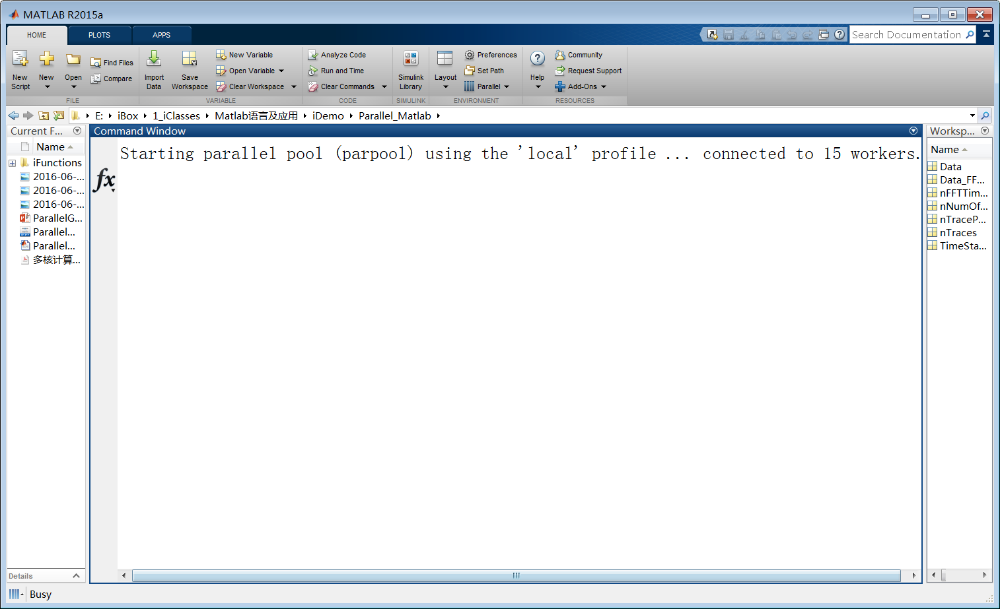 MATLAB R2015a
HOME
PLOTS
APPS
Search Documentation
New Script
New
Open
Find Files
Compare
FILE
Import Data
Save Workspace
New Variable
Open Variable
Clear Workspace
VARIABLE
Analyze Code
Run and Time
Clear Commands
CODE
Simulink Library
SIMULINK
Layout
Preferences
Set Path
Parallel
ENVIRONMENT
Help
Community
Request Support
Add-Ons
RESOURCES
E: iBox 1_iClasses Matlab语言及应用 iDemo Parallel_Matlab
Current F...
Name
iFunctions
2016-06-...
2016-06-...
2016-06-...
ParallelG...
Parallel...
Parallel...
多核计算...
Details
Command Window
Starting parallel pool (parpool) using the 'local' profile ... connected to 15 workers.
fx
Worksp...
Name
Data
Data_FF...
nFFTTim...
nNumOf...
nTraceP...
nTraces
TimeSta...
Busy